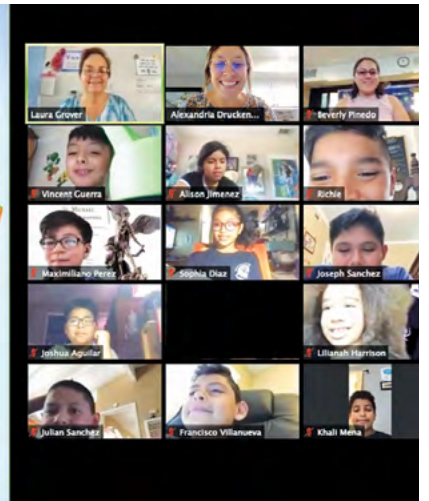 Laura Grover
Alexandria Drucken...
Beverly Pinedo
Vincent Guerra
Alison Jimenez
Richie
Maximiliano Perez
Sophia Diaz
Joseph Sanchez
Joshua Aguilar
Lilianah Harrison
Julian Sanchez
Francisco Villanueva
Khali Mena